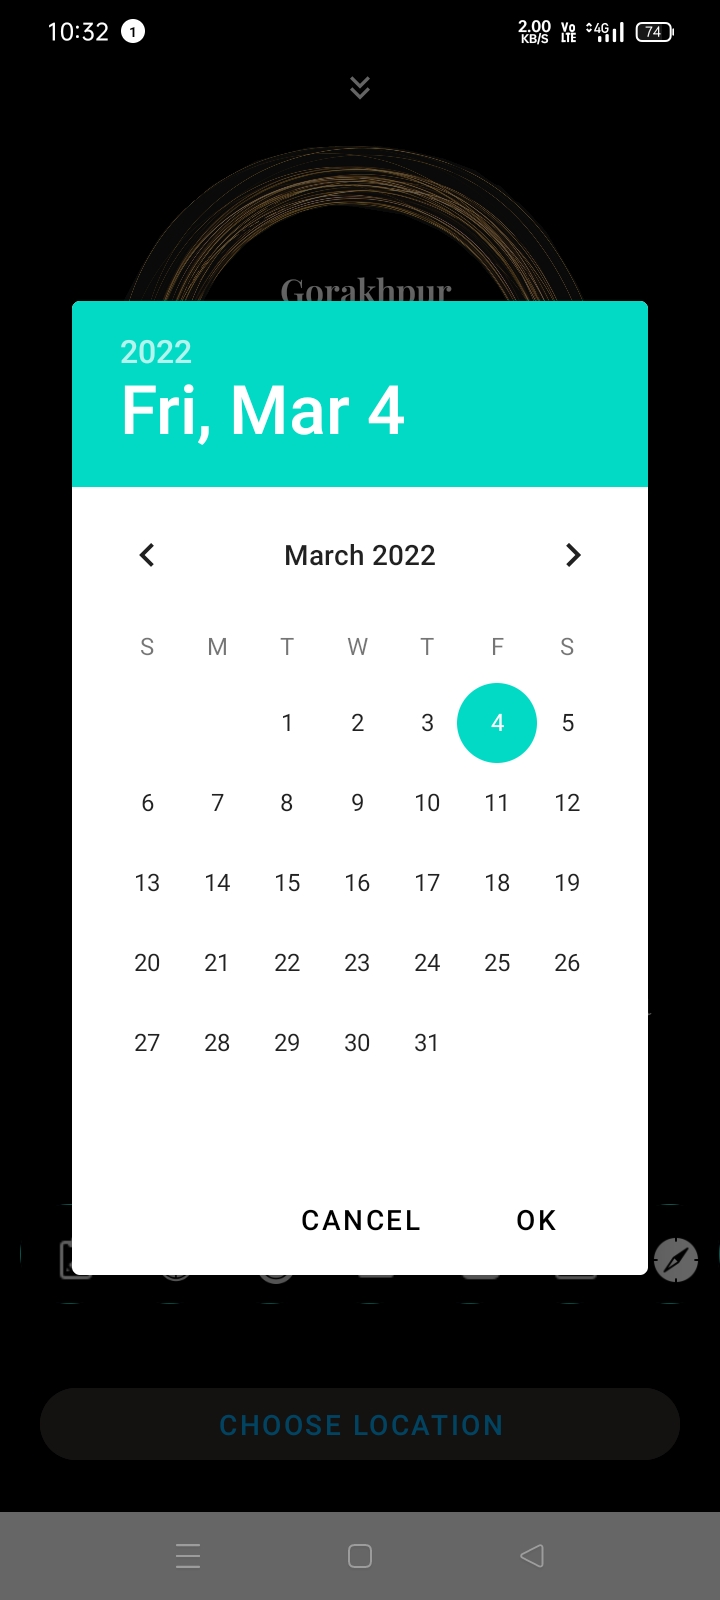 10:32 1 2.00 KB/S Vo LTE 4G 74
Gorakhpur
2022
Fri, Mar 4
March 2022
S M T W T F S
1 2 3 4 5
6 7 8 9 10 11 12
13 14 15 16 17 18 19
20 21 22 23 24 25 26
27 28 29 30 31
CANCEL OK
CHOOSE LOCATION